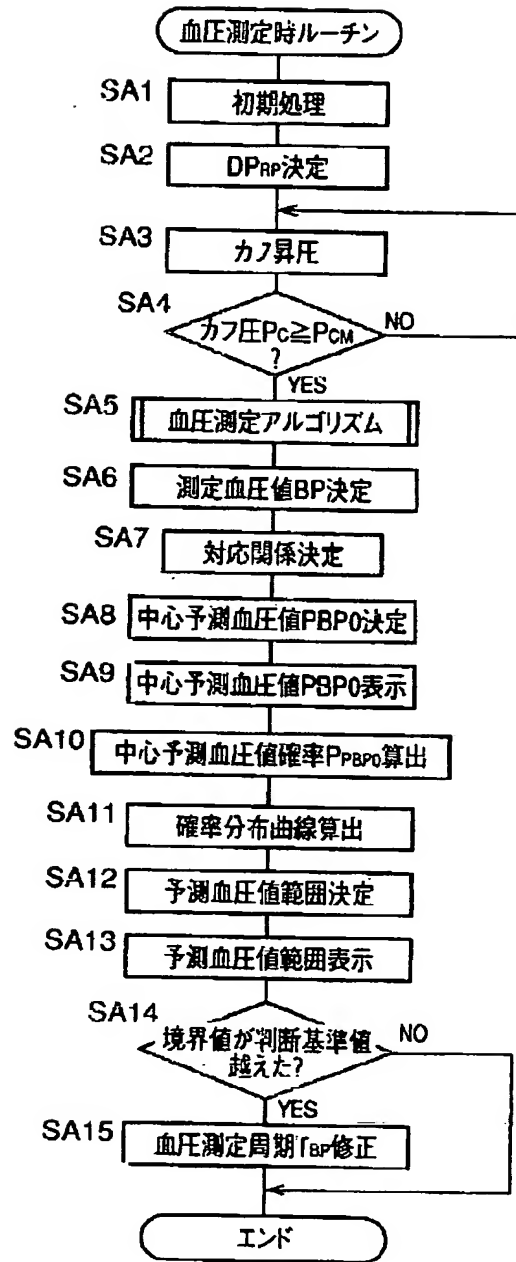 血圧測定時ルーチン
SA1
初期処理
SA2
DPRP決定
SA3
カフ昇圧
SA4
カフ圧PC≧PCM
?
NO
YES
SA5
血圧測定アルゴリズム
SA6
測定血圧値BP決定
SA7
対応関係決定
SA8
中心予測血圧値PBP0決定
SA9
中心予測血圧値PBP0表示
SA10
中心予測血圧値確率PPBP0算出
SA11
確率分布曲線算出
SA12
予測血圧値範囲決定
SA13
予測血圧値範囲表示
SA14
境界値が判断基準値
越えた?
NO
YES
SA15
血圧測定周期TBP修正
エンド